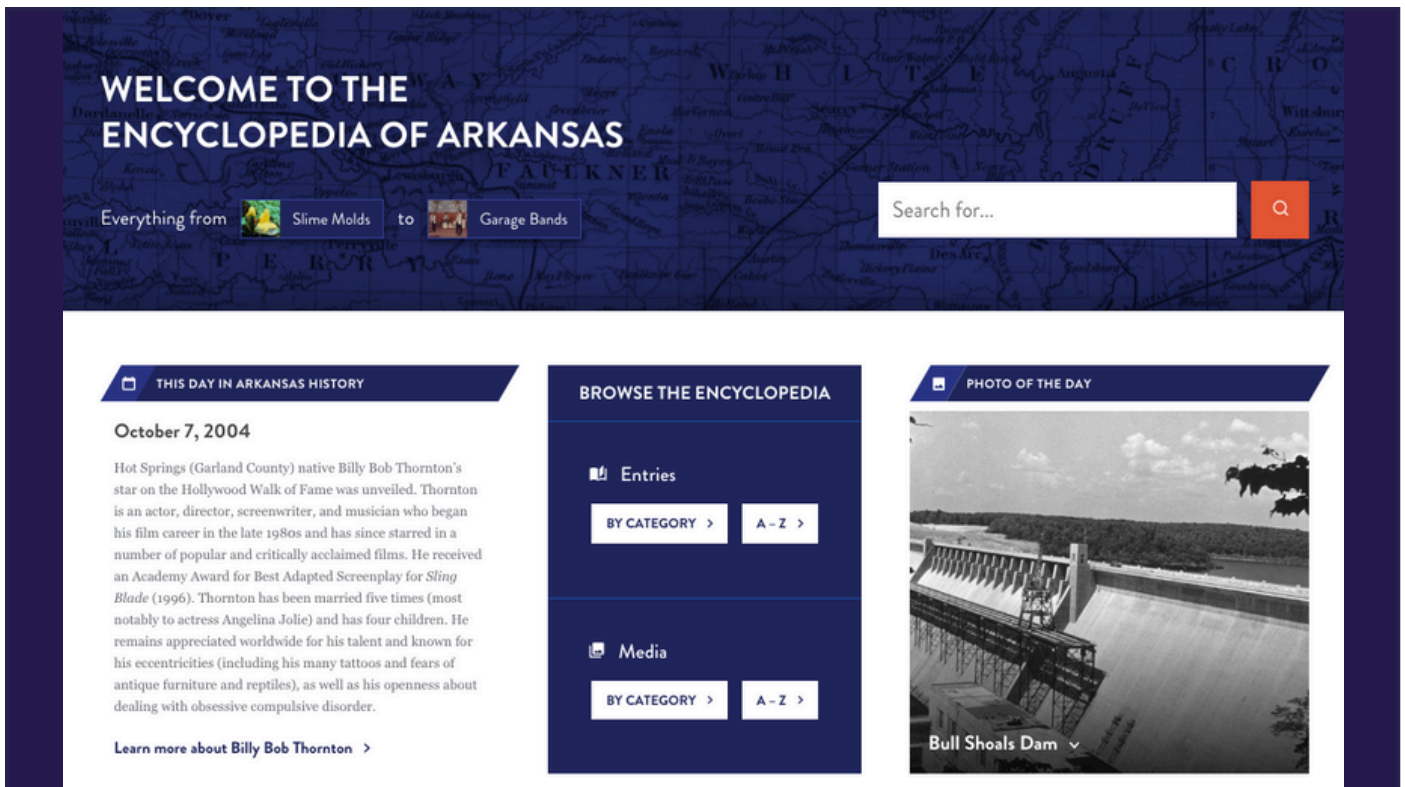 WELCOME TO THE
ENCYCLOPEDIA OF ARKANSAS
Everything from Slime Molds to Garage Bands
Search for...
THIS DAY IN ARKANSAS HISTORY
October 7, 2004
Hot Springs (Garland County) native Billy Bob Thornton's
star on the Hollywood Walk of Fame was unveiled. Thornton
is an actor, director, screenwriter, and musician who began
his film career in the late 1980s and has since starred in a
number of popular and critically acclaimed films. He received
an Academy Award for Best Adapted Screenplay for Sling
Blade (1996). Thornton has been married five times (most
notably to actress Angelina Jolie) and has four children. He
remains appreciated worldwide for his talent and known for
his eccentricities (including his many tattoos and fears of
antique furniture and reptiles), as well as his openness about
dealing with obsessive compulsive disorder.
Learn more about Billy Bob Thornton >
BROWSE THE ENCYCLOPEDIA
Entries
BY CATEGORY > A – Z >
Media
BY CATEGORY > A – Z >
PHOTO OF THE DAY
Bull Shoals Dam
FAULKNER
PERRY
WHITE
Augusta
Des Arc